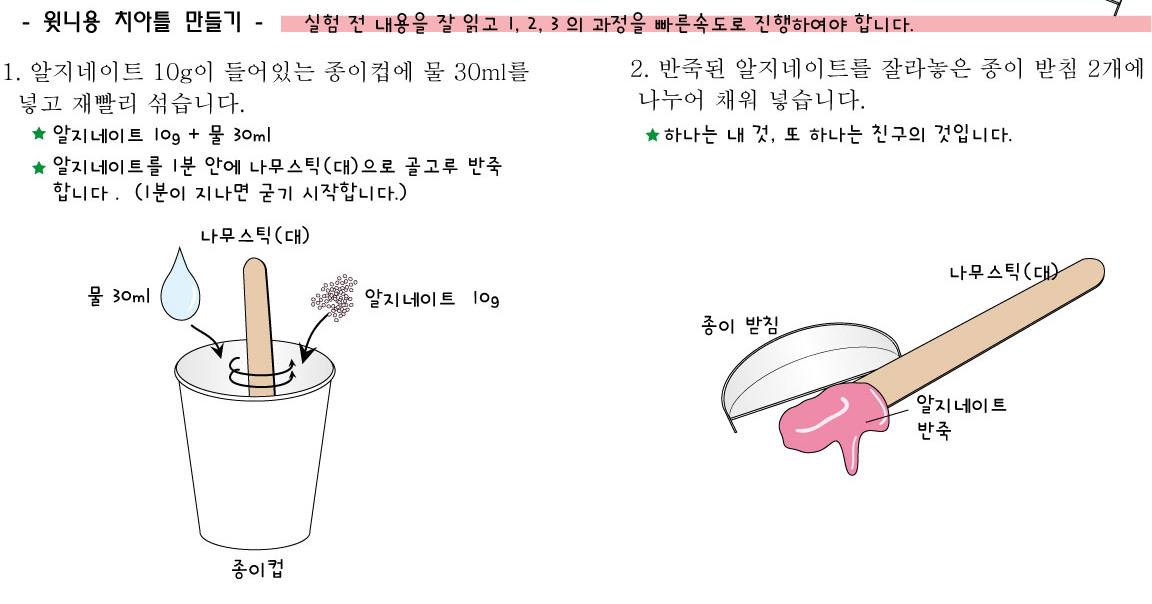 - 윗니용 치아틀 만들기 -
실험 전 내용을 잘 읽고 1, 2, 3 의 과정을 빠른속도로 진행하여야 합니다.
1. 알지네이트 10g이 들어있는 종이컵에 물 30ml를
넣고 재빨리 섞습니다.
★ 알지네이트 10g + 물 30ml
★ 알지네이트를 1분 안에 나무스틱(대)으로 골고루 반죽
합니다. (1분이 지나면 굳기 시작합니다.)
나무스틱(대)
물 30ml
알지네이트 10g
종이컵
2. 반죽된 알지네이트를 잘라놓은 종이 받침 2개에
나누어 채워 넣습니다.
★하나는 내 것, 또 하나는 친구의 것입니다.
나무스틱(대)
종이 받침
알지네이트
반죽